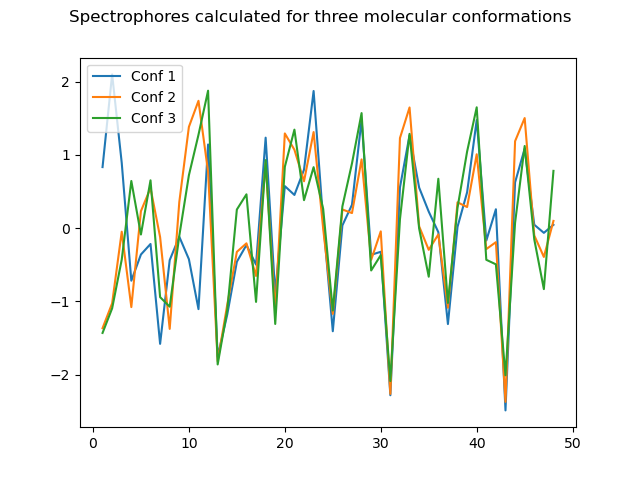 Spectrophores calculated for three molecular conformations
Conf 1
Conf 2
Conf 3
2
1
0
−1
−2
0 10 20 30 40 50